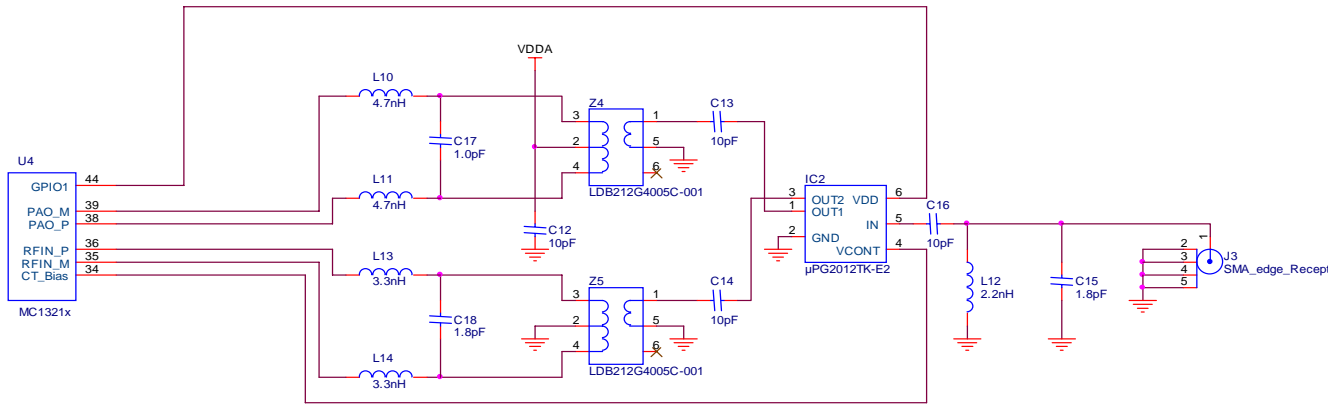 VDDA
L10
4.7nH
C17
1.0pF
L11
4.7nH
Z4
3
2
4
1
5
6
LDB212G4005C-001
C13
10pF
U4
GPIO1
44
PAO_M
39
PAO_P
38
RFIN_P
36
RFIN_M
35
CT_Bias
34
MC1321x
C12
10pF
L13
3.3nH
C18
1.8pF
L14
3.3nH
Z5
3
2
4
1
5
6
LDB212G4005C-001
C14
10pF
IC2
3
OUT2
VDD
6
1
OUT1
IN
5
2
GND
VCONT
4
µPG2012TK-E2
C16
10pF
L12
2.2nH
C15
1.8pF
1
2
3
4
5
J3
SMA_edge_Recept